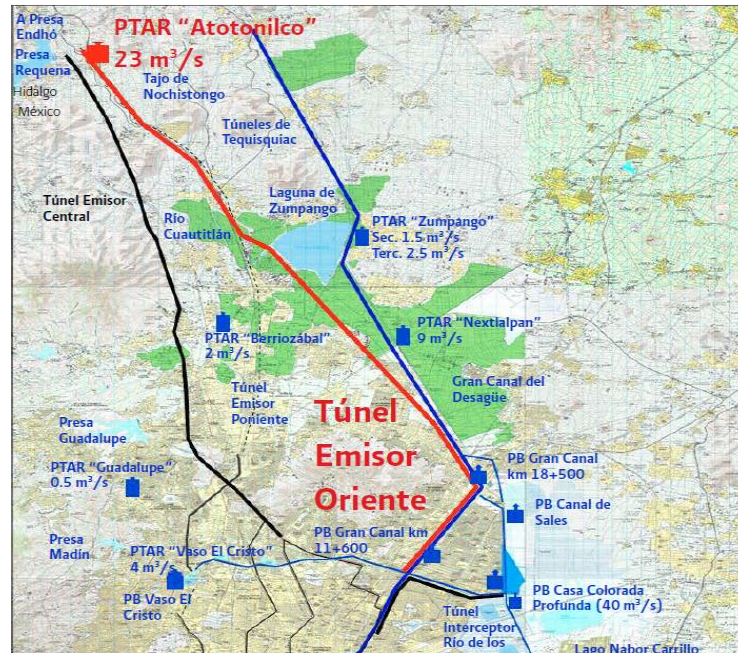 A Presa
Endhó
PTAR “Atotonilco”
23 m³/s
Presa
Requena
Hidalgo
México
Tajo de
Nochistongo
Túneles de
Tequisquiac
Túnel Emisor
Central
Laguna de
Zumpango
Río
Cuautitlán
PTAR “Zumpango”
Sec. 1.5 m³/s
Terc. 2.5 m³/s
PTAR “Berriozábal”
2 m³/s
PTAR “Nextlalpan”
9 m³/s
Túnel
Emisor
Poniente
Gran Canal del
Desagüe
Túnel
Emisor
Oriente
Presa
Guadalupe
PTAR “Guadalupe”
0.5 m³/s
PB Gran Canal
km 18+500
PB Canal de
Sales
Presa
Madín
PB Gran Canal km
11+600
PTAR “Vaso El Cristo”
4 m³/s
PB Vaso El
Cristo
PB Casa Colorada
Profunda (40 m³/s)
Túnel
Interceptor
Río de los
Lago Nabor Carrillo